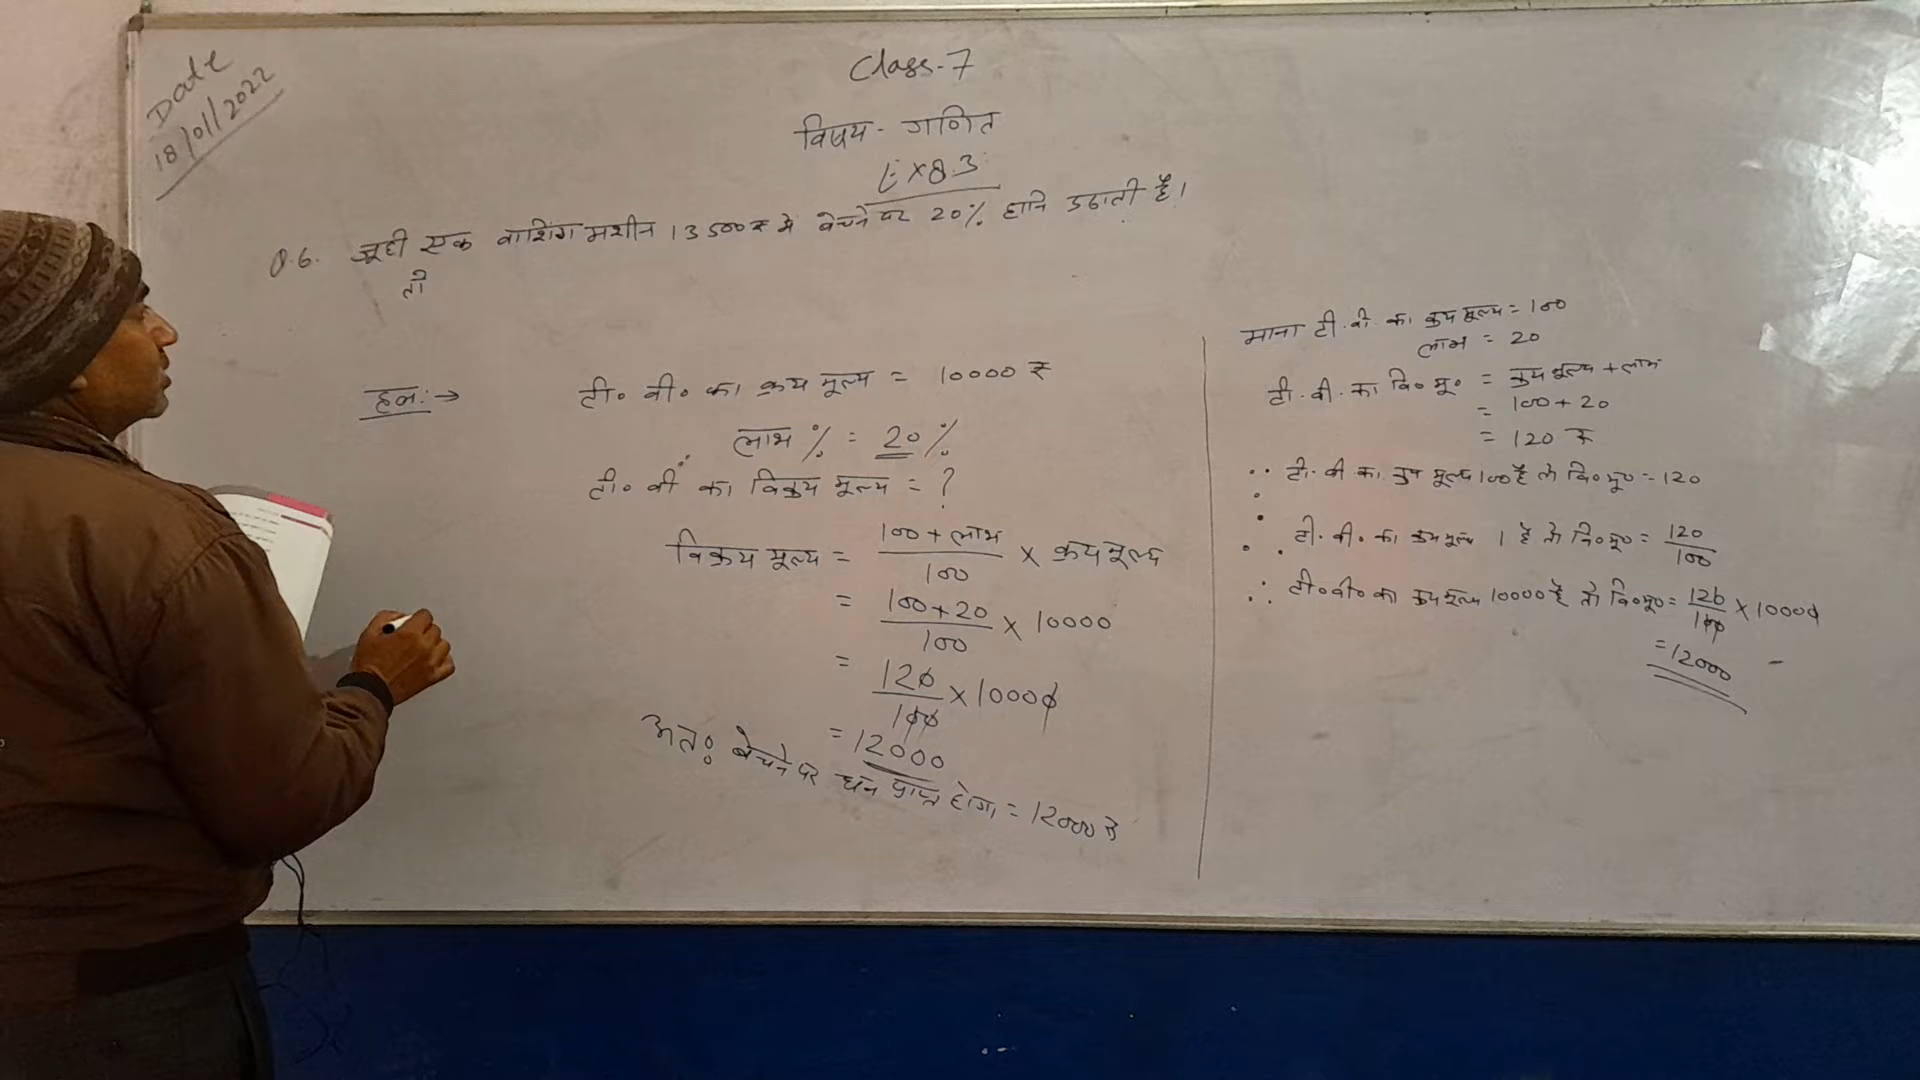 Date
18/01/2022
Class-7
विषय - गणित
Ex 8.3
Q.6. जूही एक वाशिंग मशीन 13500 ₹ मे बेचने पर 20% हानि उठाती है।
तो
हल:→
टी० वी० का क्रय मूल्य = 10000 ₹
लाभ % = 20 %
टी० वी का विक्रय मूल्य = ?
विक्रय मूल्य = 100 + लाभ / 100 × क्रय मूल्य
= 100 + 20 / 100 × 10000
= 120 / 100 × 10000
= 12000
अतः बेचने पर धन प्राप्त होगा = 12000 ₹
माना टी. वी. का क्रय मूल्य = 100
लाभ = 20
टी. वी. का वि० मू० = क्रय मूल्य + लाभ
= 100 + 20
= 120 ₹
∵ टी. वी का क्रय मूल्य 100 है तो वि० मू० = 120
∴ टी. वी. का क्रय मूल्य 1 है तो वि० मू० = 120 / 100
∴ टी० वी० का क्रय मूल्य 10000 है तो वि० मू० = 120 / 100 × 10000
= 12000